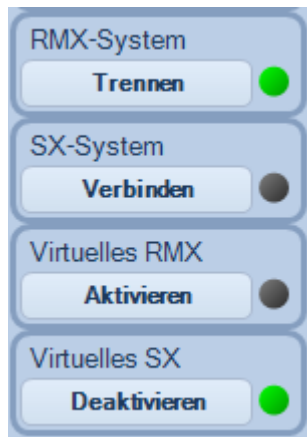 RMX-System
Trennen
SX-System
Verbinden
Virtuelles RMX
Aktivieren
Virtuelles SX
Deaktivieren